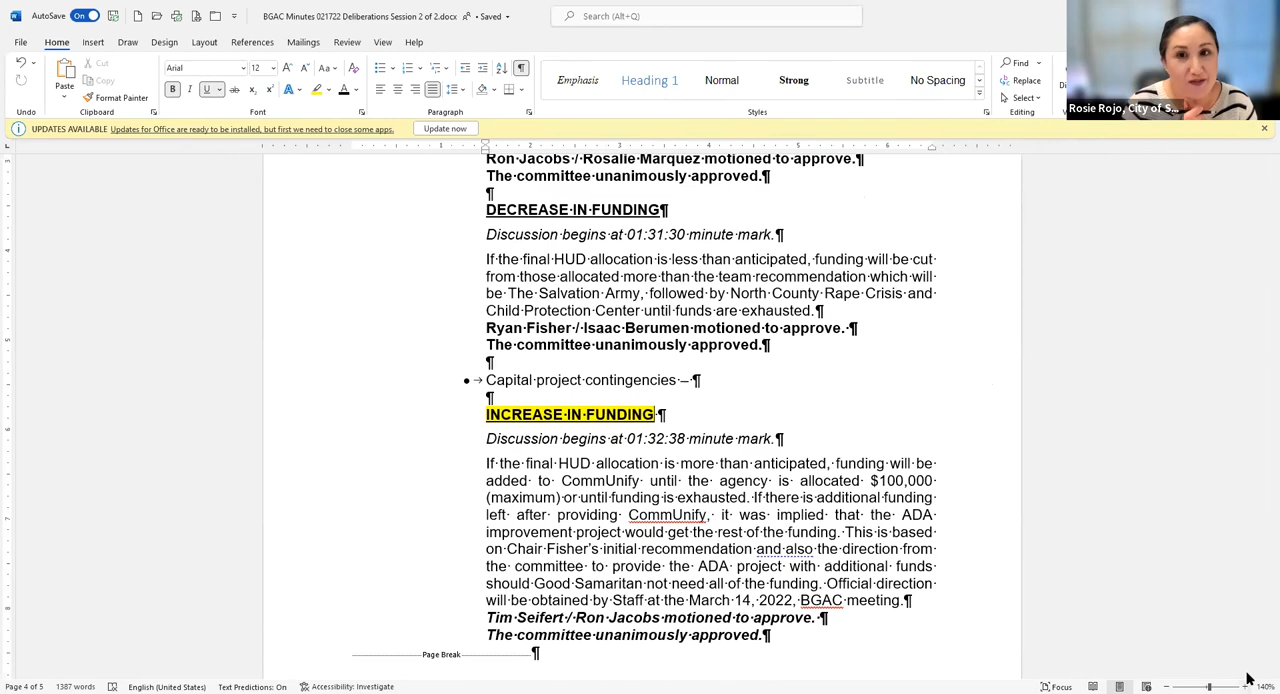 AutoSave On BGAC Minutes 021722 Deliberations Session 2 of 2.docx • Saved Search (Alt+Q)
File Home Insert Draw Design Layout References Mailings Review View Help
Paste Cut Copy Format Painter Arial 12 Aa Emphasis Heading 1 Normal Strong Subtitle No Spacing Find Replace Select
Undo Clipboard Font Paragraph Styles Editing
Rosie Rojo, City of S...
UPDATES AVAILABLE Updates for Office are ready to be installed, but first we need to close some apps. Update now
1 2 3 4 5 6
Ron Jacobs / Rosalie Marquez motioned to approve.¶
The committee unanimously approved.¶
¶
DECREASE IN FUNDING¶
Discussion begins at 01:31:30 minute mark.¶
If the final HUD allocation is less than anticipated, funding will be cut
from those allocated more than the team recommendation which will
be The Salvation Army, followed by North County Rape Crisis and
Child Protection Center until funds are exhausted.¶
Ryan Fisher / Isaac Berumen motioned to approve. ¶
The committee unanimously approved.¶
¶
• Capital project contingencies – ¶
¶
INCREASE IN FUNDING ¶
Discussion begins at 01:32:38 minute mark.¶
If the final HUD allocation is more than anticipated, funding will be
added to CommUnify until the agency is allocated $100,000
(maximum) or until funding is exhausted. If there is additional funding
left after providing CommUnify, it was implied that the ADA
improvement project would get the rest of the funding. This is based
on Chair Fisher's initial recommendation and also the direction from
the committee to provide the ADA project with additional funds
should Good Samaritan not need all of the funding. Official direction
will be obtained by Staff at the March 14, 2022, BGAC meeting.¶
Tim Seifert / Ron Jacobs motioned to approve. ¶
The committee unanimously approved.¶
Page Break ¶
Page 4 of 5 1387 words English (United States) Text Predictions: On Accessibility: Investigate Focus 140%